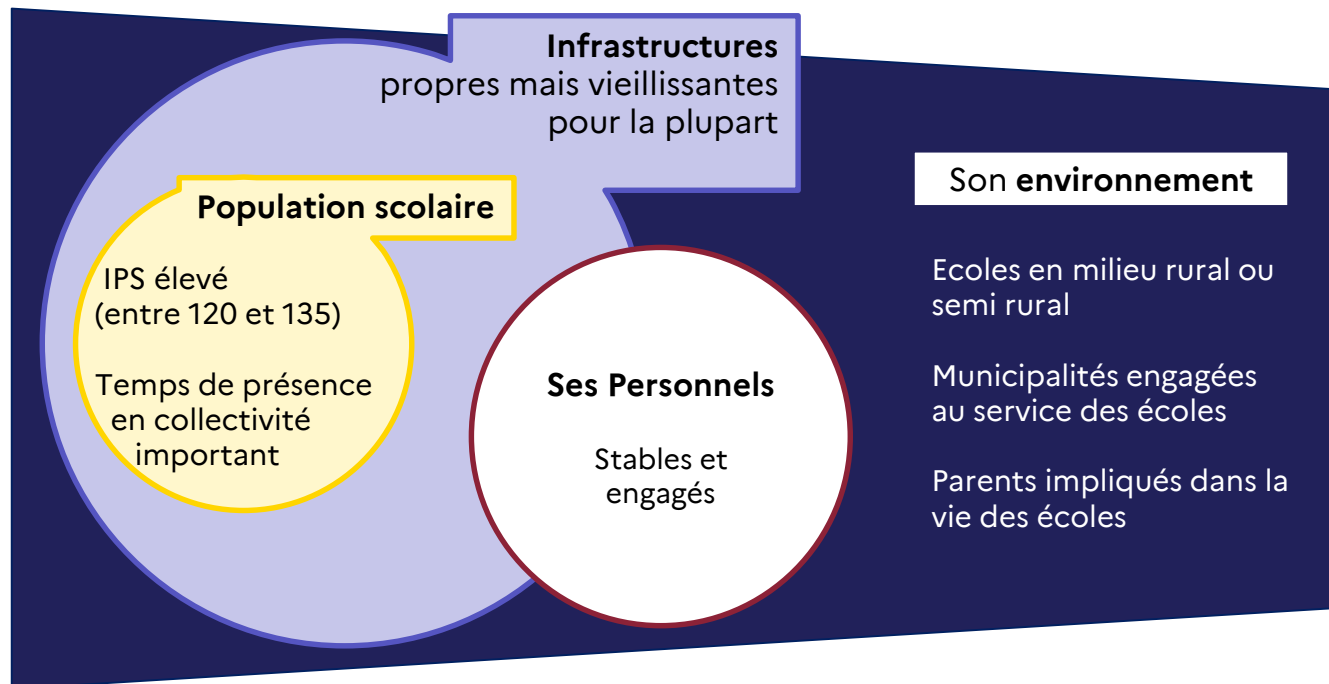 Infrastructures
propres mais vieillissantes
pour la plupart
Population scolaire
IPS élevé
(entre 120 et 135)
Temps de présence
en collectivité
important
Ses Personnels
Stables et
engagés
Son environnement
Ecoles en milieu rural ou
semi rural
Municipalités engagées
au service des écoles
Parents impliqués dans la
vie des écoles